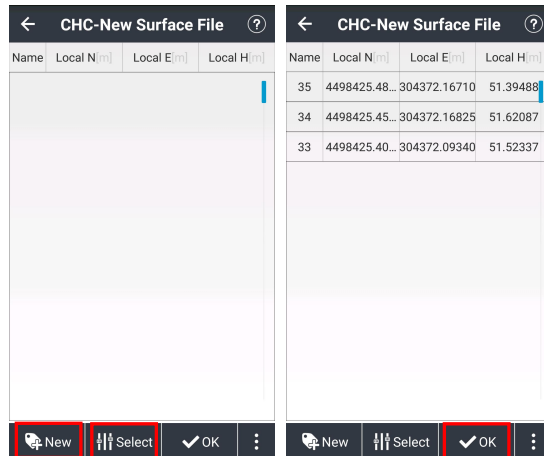 CHC-New Surface File ?
Name Local N[m] Local E[m] Local H[m]
New Select OK
CHC-New Surface File ?
Name Local N[m] Local E[m] Local H[m]
35 4498425.48... 304372.16710 51.39488
34 4498425.45... 304372.16825 51.62087
33 4498425.40... 304372.09340 51.52337
New Select OK